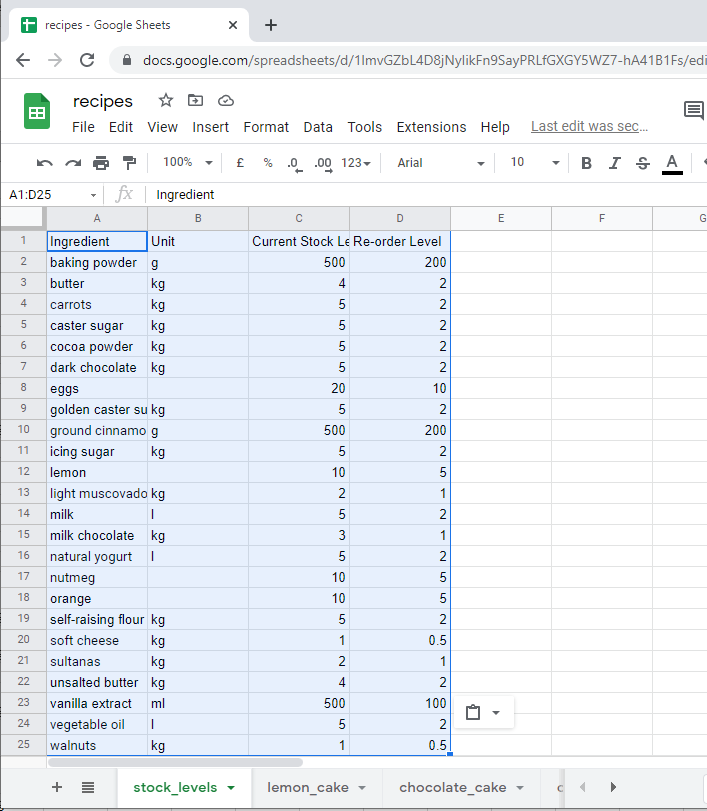 recipes - Google Sheets
docs.google.com/spreadsheets/d/
recipes
File Edit View Insert Format Data Tools Extensions Help Last edit was sec...
100% £ % .0 .00 123 Arial 10 B I S A
A1:D25 fx Ingredient
A B C D E F G
1 Ingredient Unit Current Stock Le Re-order Level
2 baking powder g 500 200
3 butter kg 4 2
4 carrots kg 5 2
5 caster sugar kg 5 2
6 cocoa powder kg 5 2
7 dark chocolate kg 5 2
8 eggs 20 10
9 golden caster su kg 5 2
10 ground cinnamo g 500 200
11 icing sugar kg 5 2
12 lemon 10 5
13 light muscovado kg 2 1
14 milk l 5 2
15 milk chocolate kg 3 1
16 natural yogurt l 5 2
17 nutmeg 10 5
18 orange 10 5
19 self-raising flour kg 5 2
20 soft cheese kg 1 0.5
21 sultanas kg 2 1
22 unsalted butter kg 4 2
23 vanilla extract ml 500 100
24 vegetable oil l 5 2
25 walnuts kg 1 0.5
stock_levels lemon_cake chocolate_cake